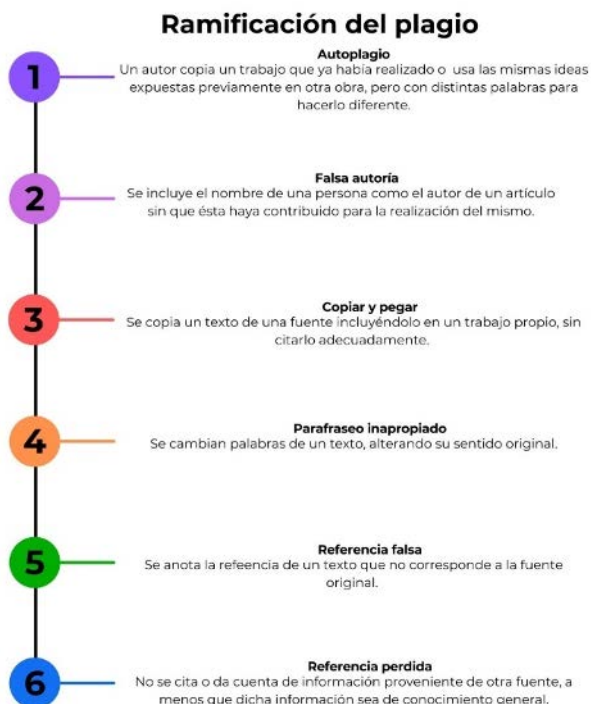 Ramificación del plagio
1
Autoplagio
Un autor copia un trabajo que ya había realizado o usa las mismas ideas
expuestas previamente en otra obra, pero con distintas palabras para
hacerlo diferente.
2
Falsa autoría
Se incluye el nombre de una persona como el autor de un artículo
sin que ésta haya contribuido para la realización del mismo.
3
Copiar y pegar
Se copia un texto de una fuente incluyéndolo en un trabajo propio, sin
citarlo adecuadamente.
4
Parafraseo inapropiado
Se cambian palabras de un texto, alterando su sentido original.
5
Referencia falsa
Se anota la refeencia de un texto que no corresponde a la fuente
original.
6
Referencia perdida
No se cita o da cuenta de información proveniente de otra fuente, a
menos que dicha información sea de conocimiento general.